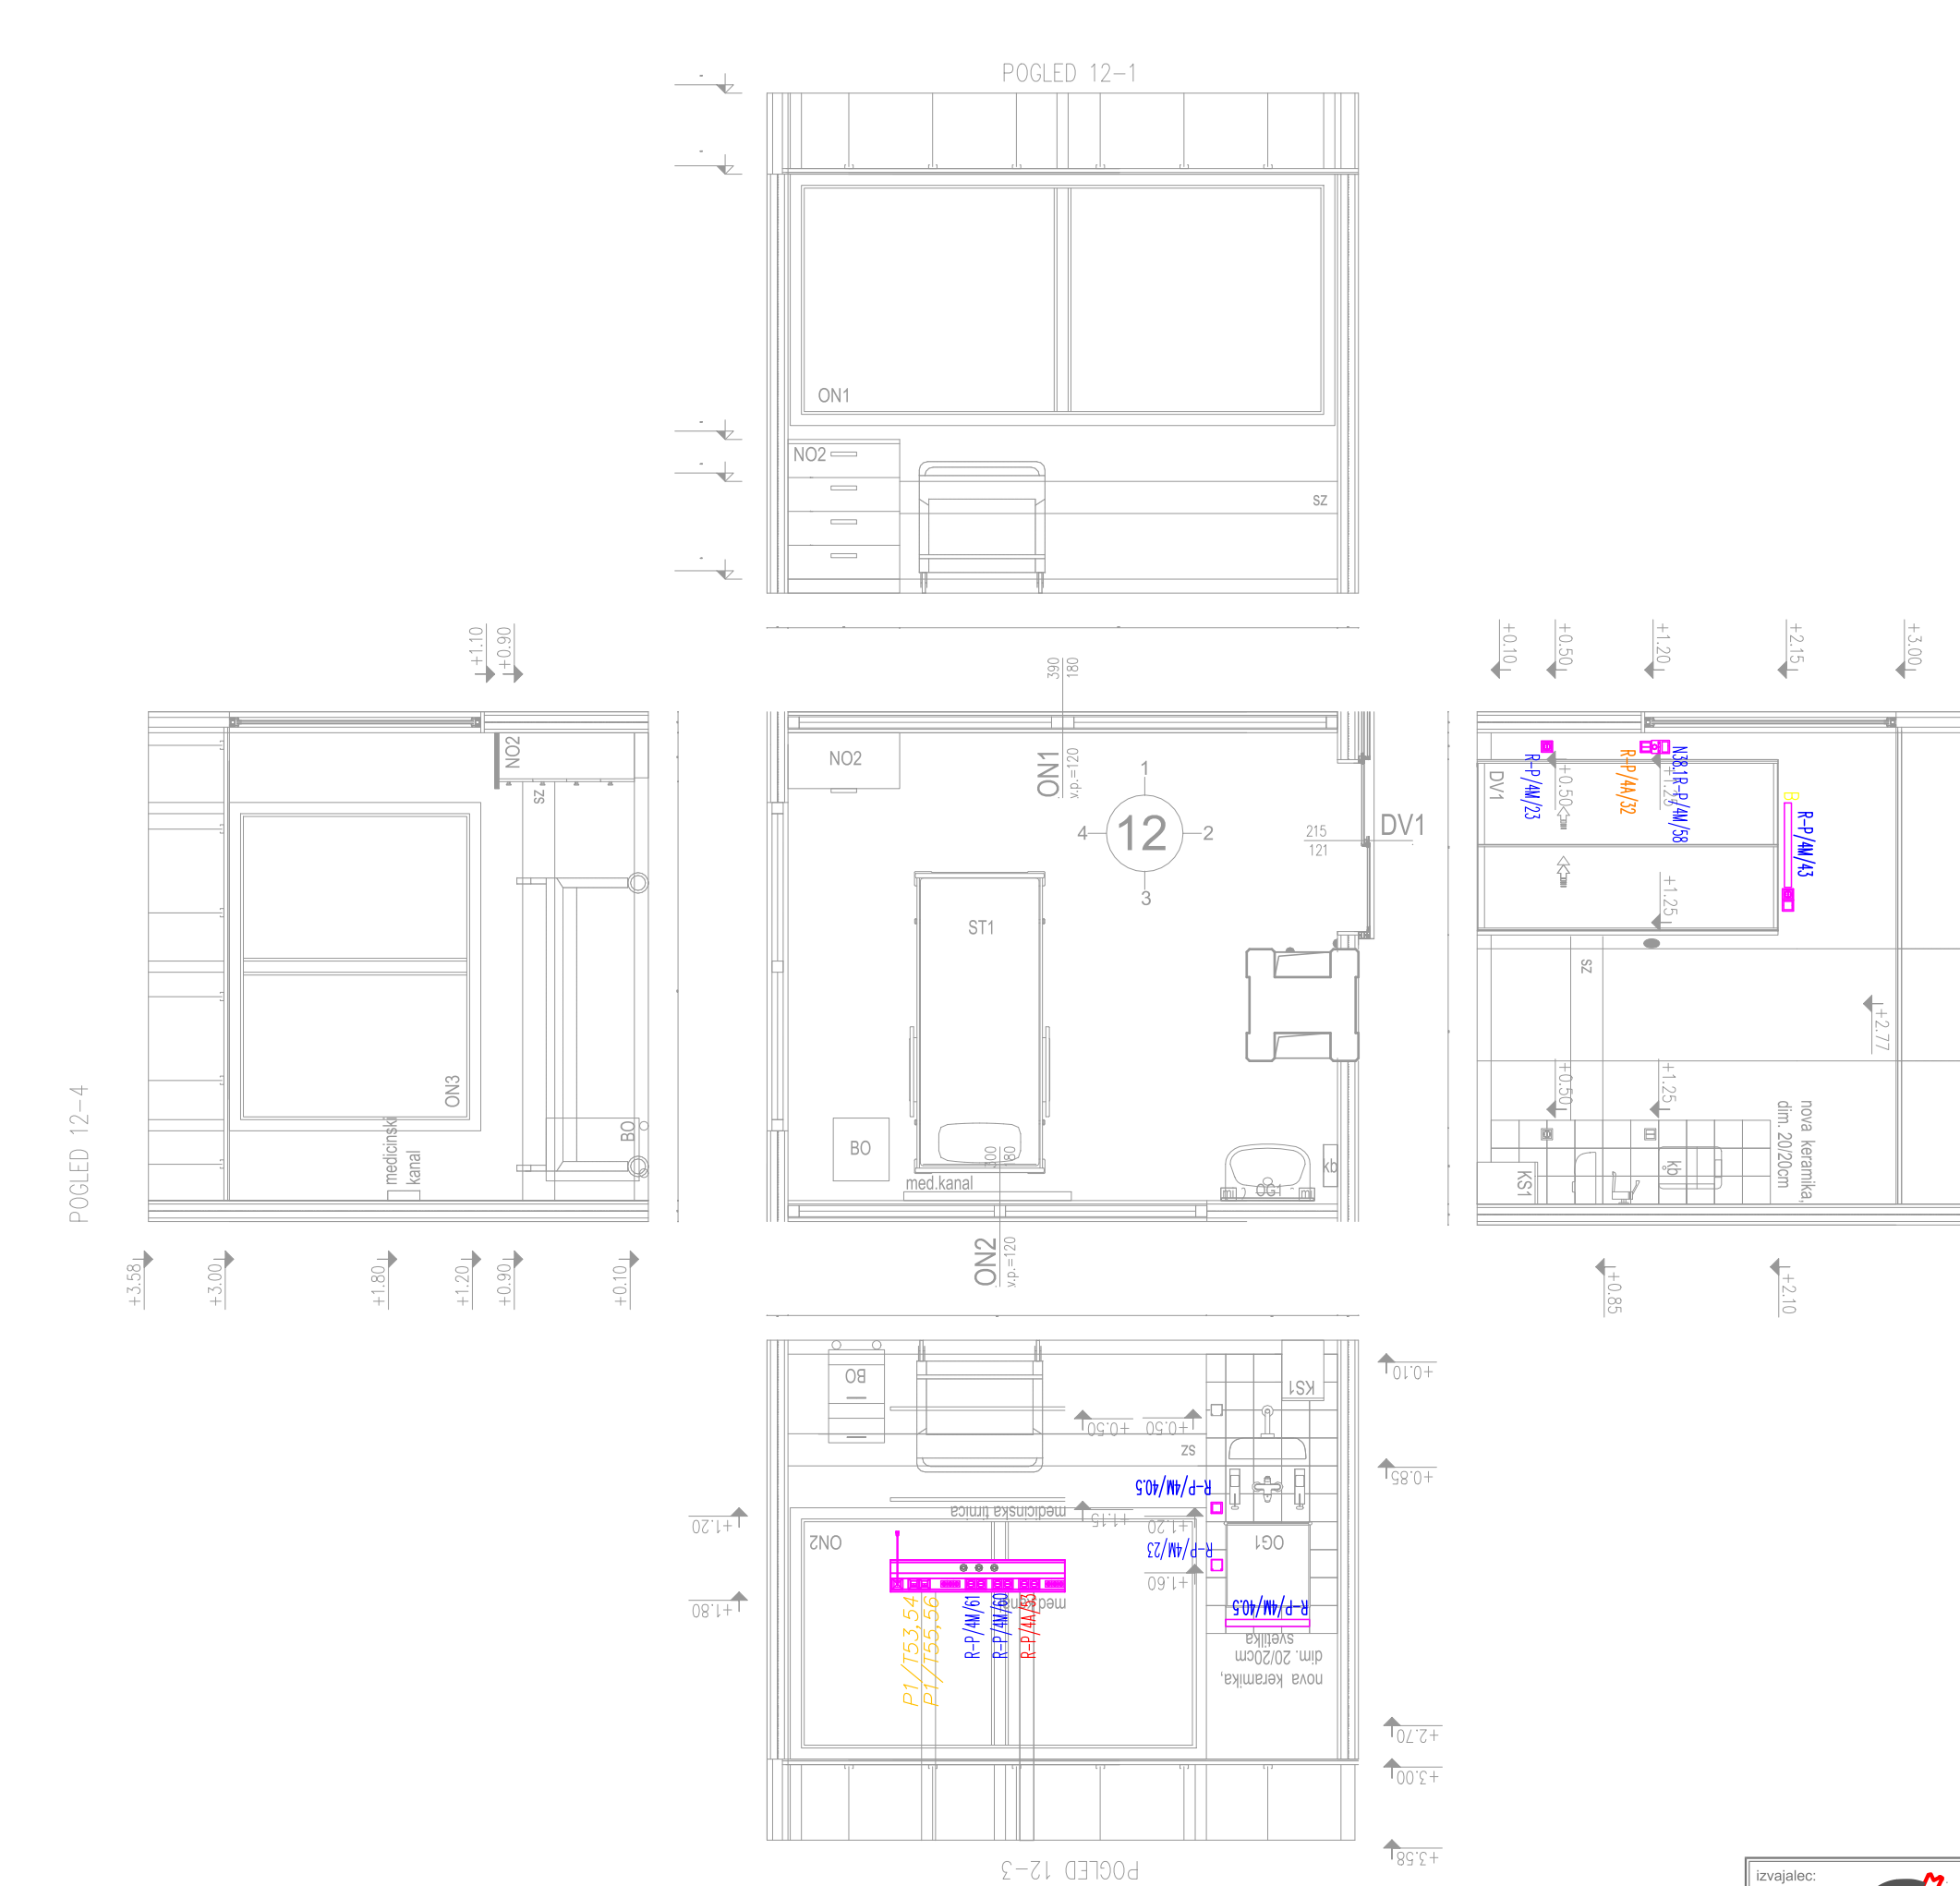 POGLED 12-1
ON1
NO2
sz
+1.10
+0.90
390
180
+0.10
+0.50
+1.20
+2.15
+3.00
NO2
sz
ON3
medicinski
kanal
BO
POGLED 12-4
+3.58
+3.00
+1.80
+1.20
+0.90
+0.10
NO2
ON1
v.p.=120
1
4
12
2
3
215
121
DV1
ST1
BO
300
180
med.kanal
OG1
kb
ON2
v.p.=120
DV1
R-P/4M/23
+0.50
R-P/4A/32
+1.25
N38.1R-P/4M/58
B
R-P/4M/43
+1.25
sz
+2.77
+0.50
+1.25
KS1
kb
nova keramika,
dim. 20/20cm
+0.85
+2.10
BO
KS1
+0.10
+0.50
+0.50
sz
+0.85
R-P/4M/40.5
medicinska tirnica
+1.15
+1.20
+1.20
ON2
R-P/4M/23
OG1
+1.60
+1.80
med.kanal
P1/T53,54
P1/T55,56
R-P/4M/61
R-P/4M/60
R-P/4A/33
R-P/4M/40.5
svetilka
dim. 20/20cm
nova keramika,
+2.70
+3.00
+3.58
POGLED 12-3
izvajalec: